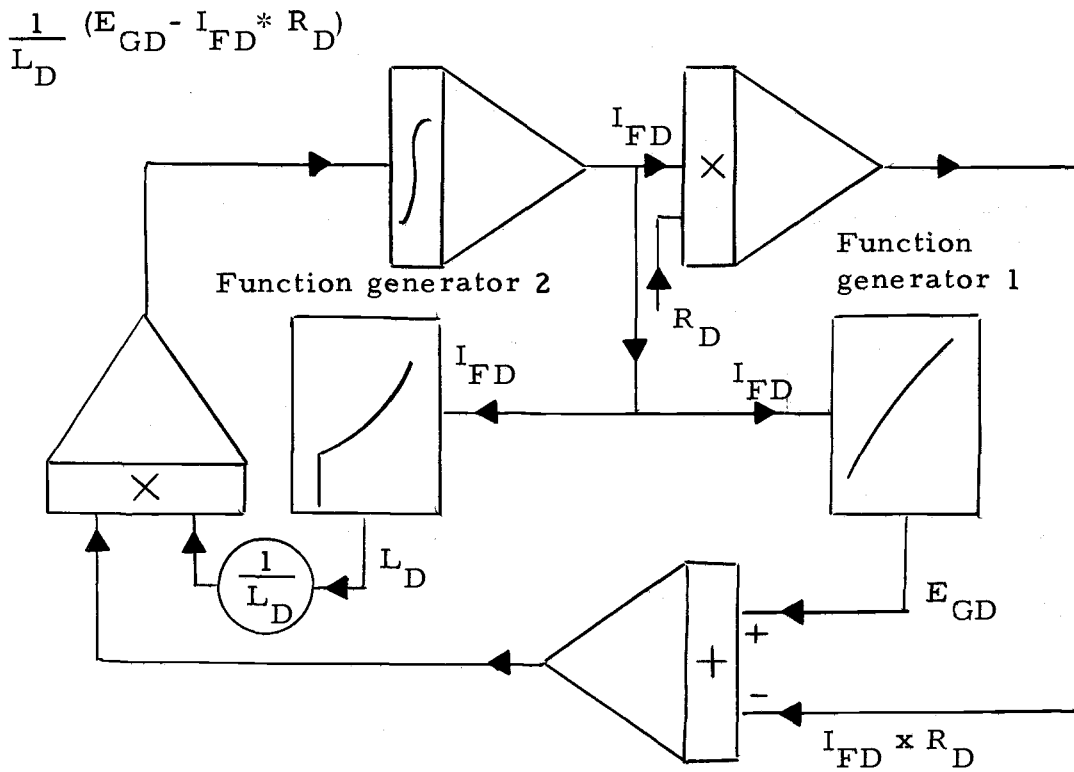 1/L_D (E_GD - I_FD * R_D)
I_FD
×
Function
generator 1
Function generator 2
R_D
I_FD
I_FD
×
1/L_D
L_D
E_GD
+
+
-
I_FD x R_D